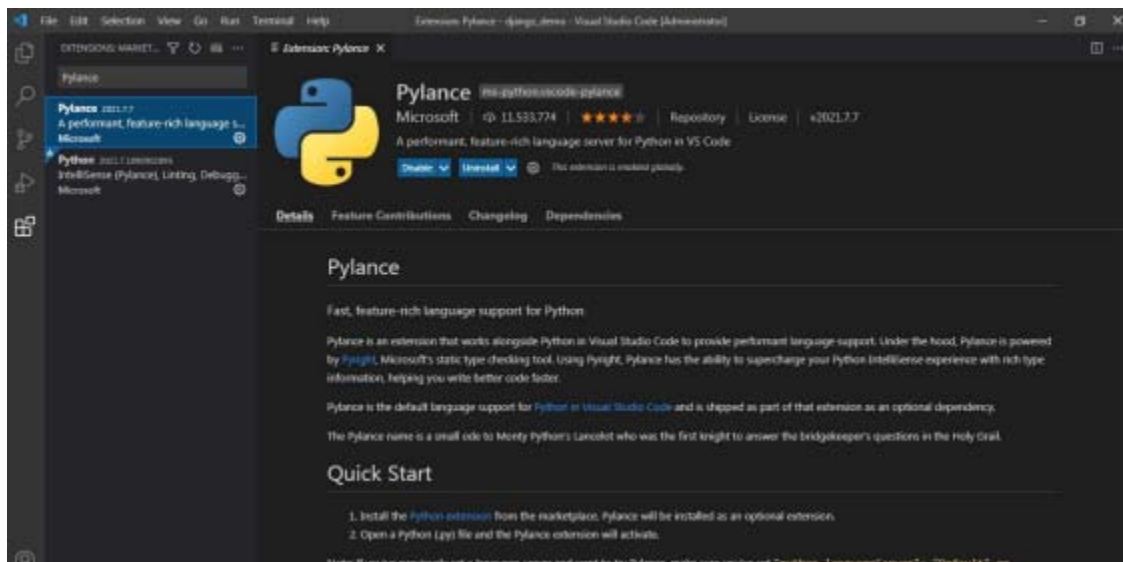 File Edit Selection View Go Run Terminal Help
Extension: Pylance - django_demo - Visual Studio Code [Administrator]
EXTENSIONS: MARKET...
Extension: Pylance
Pylance
Pylance 2021.7.7
A performant, feature-rich language s...
Microsoft
Python
IntelliSense (Pylance), Linting, Debugg...
Microsoft
Pylance ms-python.vscode-pylance
Microsoft 11,533,774 Repository License v2021.7.7
A performant, feature-rich language server for Python in VS Code
Disable Uninstall This extension is enabled globally.
Details Feature Contributions Changelog Dependencies
Pylance
Fast, feature-rich language support for Python
Pylance is an extension that works alongside Python in Visual Studio Code to provide performant language support. Under the hood, Pylance is powered
by Pyright, Microsoft's static type checking tool. Using Pyright, Pylance has the ability to supercharge your Python IntelliSense experience with rich type
information, helping you write better code faster.
Pylance is the default language support for Python in Visual Studio Code and is shipped as part of that extension as an optional dependency.
The Pylance name is a small ode to Monty Python's Lancelot who was the first knight to answer the bridgekeeper's questions in the Holy Grail.
Quick Start
1. Install the Python extension from the marketplace. Pylance will be installed as an optional extension.
2. Open a Python (.py) file and the Pylance extension will activate.